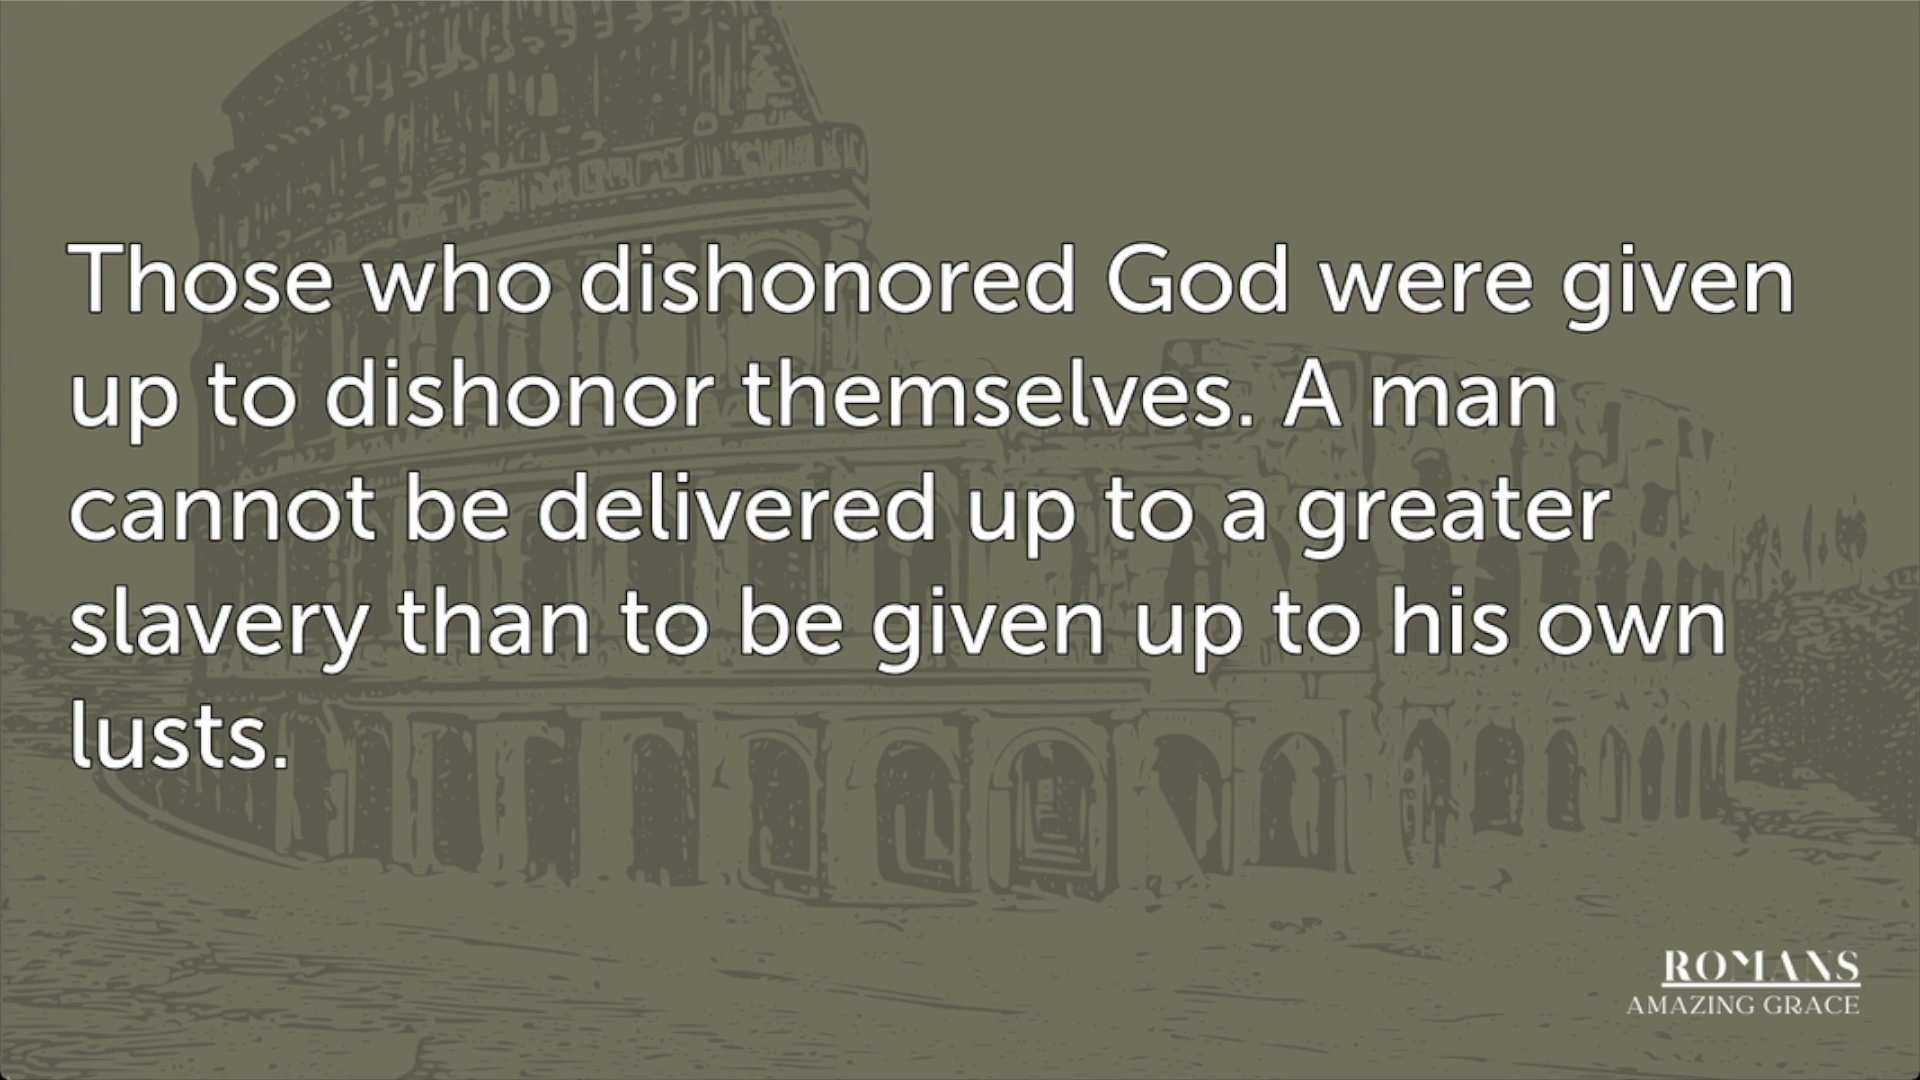 Those who dishonored God were given
up to dishonor themselves. A man
cannot be delivered up to a greater
slavery than to be given up to his own
lusts.
ROMANS
AMAZING GRACE